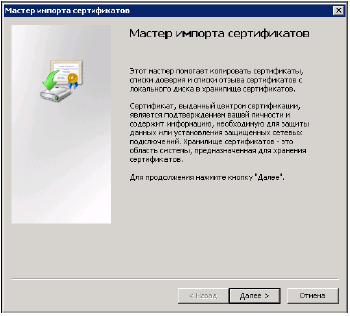 Мастер импорта сертификатов
Мастер импорта сертификатов
Этот мастер помогает копировать сертификаты,
списки доверия и списки отзыва сертификатов с
локального диска в хранилище сертификатов.
Сертификат, выданный центром сертификации,
является подтверждением вашей личности и
содержит информацию, необходимую для защиты
данных или установления защищенных сетевых
подключений. Хранилище сертификатов - это
область системы, предназначенная для хранения
сертификатов.
Для продолжения нажмите кнопку "Далее".
< Назад
Далее >
Отмена